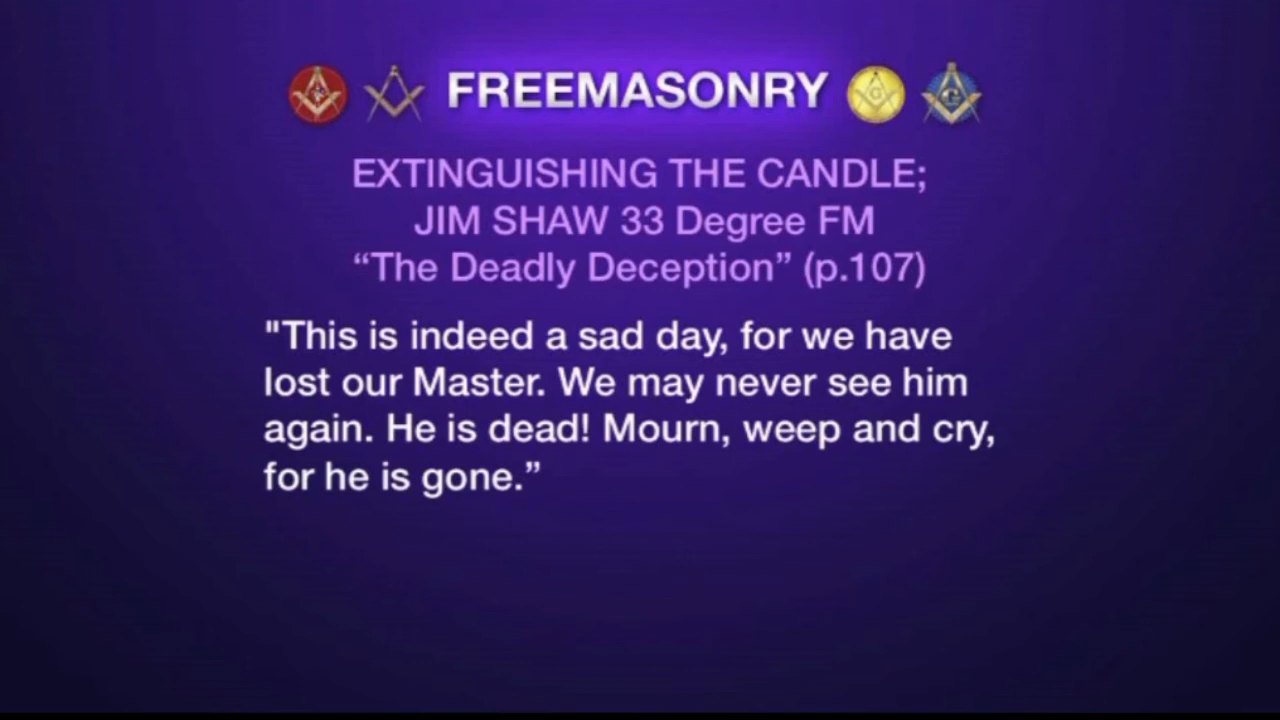 FREEMASONRY
EXTINGUISHING THE CANDLE;
JIM SHAW 33 Degree FM
“The Deadly Deception” (p.107)
"This is indeed a sad day, for we have
lost our Master. We may never see him
again. He is dead! Mourn, weep and cry,
for he is gone.”